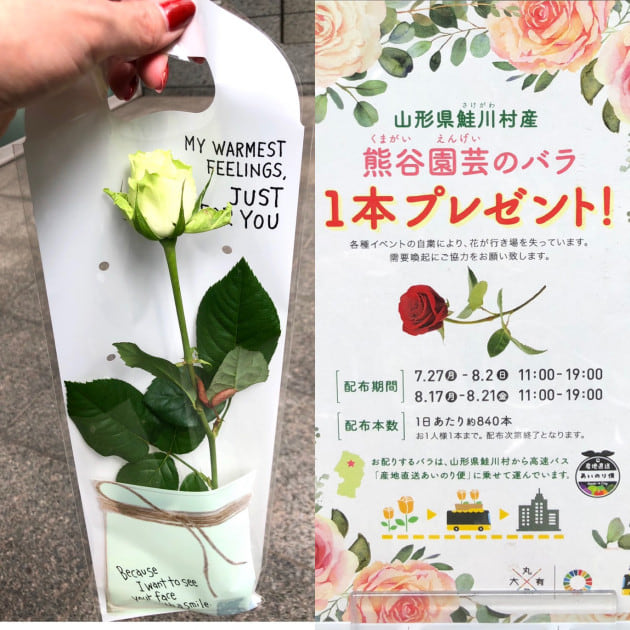 MY WARMEST
FEELINGS,
JUST
YOU
Because
I want to see
your face
smile
さけがわ
山形県鮭川村産
くまがい えんげい
熊谷園芸のバラ
1本プレゼント!
各種イベントの自粛により、花が行き場を失っています。
需要喚起にご協力をお願い致します。
配布期間
7.27月-8.2日 11:00-19:00
8.17月-8.21金 11:00-19:00
配布本数
1日あたり約840本
お1人様1本まで。配布次第終了となります。
お配りするバラは、山形県鮭川村から高速バス
「産地直送あいのり便」に乗せて運んでいます。
産地直送
あいのり便
丸
大 有